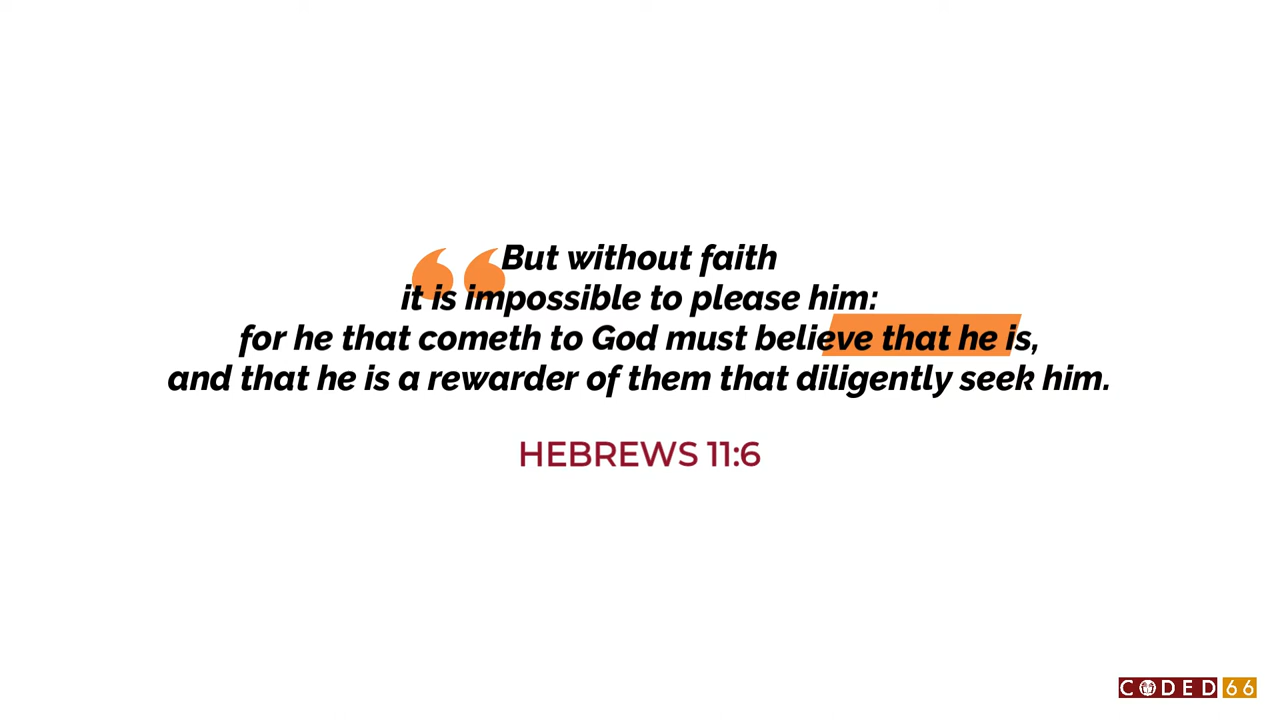 But without faith
it is impossible to please him:
for he that cometh to God must believe that he is,
and that he is a rewarder of them that diligently seek him.
HEBREWS 11:6
CODED 66